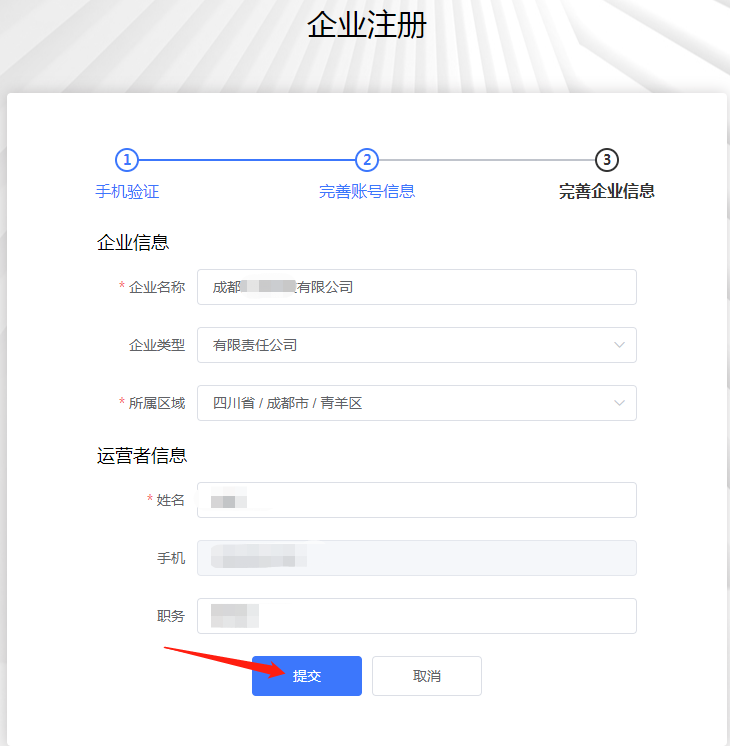 企业注册
1 2 3
手机验证 完善账号信息 完善企业信息
企业信息
* 企业名称 成都 有限公司
企业类型 有限责任公司
* 所属区域 四川省 / 成都市 / 青羊区
运营者信息
* 姓名
手机
职务
提交 取消